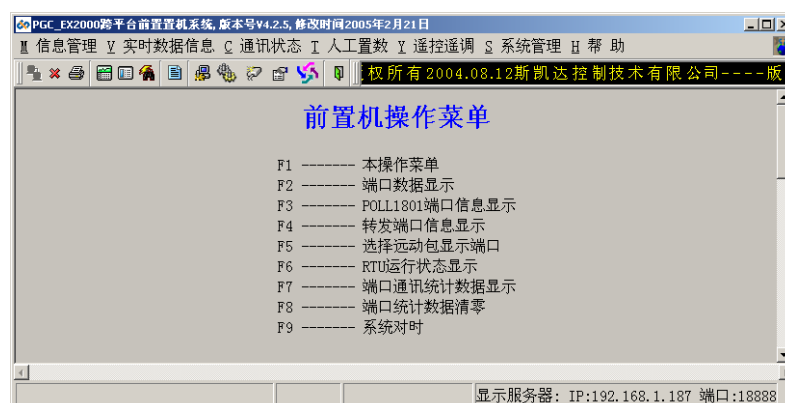 PGC_EX2000跨平台前置置机系统, 版本号V4.2.5, 修改时间2005年2月21日
M 信息管理 V 实时数据信息 C 通讯状态 T 人工置数 Y 遥控遥调 S 系统管理 H 帮 助
权所有2004.08.12斯凯达控制技术有限公司----版
前置机操作菜单
F1 ------- 本操作菜单
F2 ------- 端口数据显示
F3 ------- POLL1801端口信息显示
F4 ------- 转发端口信息显示
F5 ------- 选择远动包显示端口
F6 ------- RTU运行状态显示
F7 ------- 端口通讯统计数据显示
F8 ------- 端口统计数据清零
F9 ------- 系统对时
显示服务器: IP:192.168.1.187 端口:18888